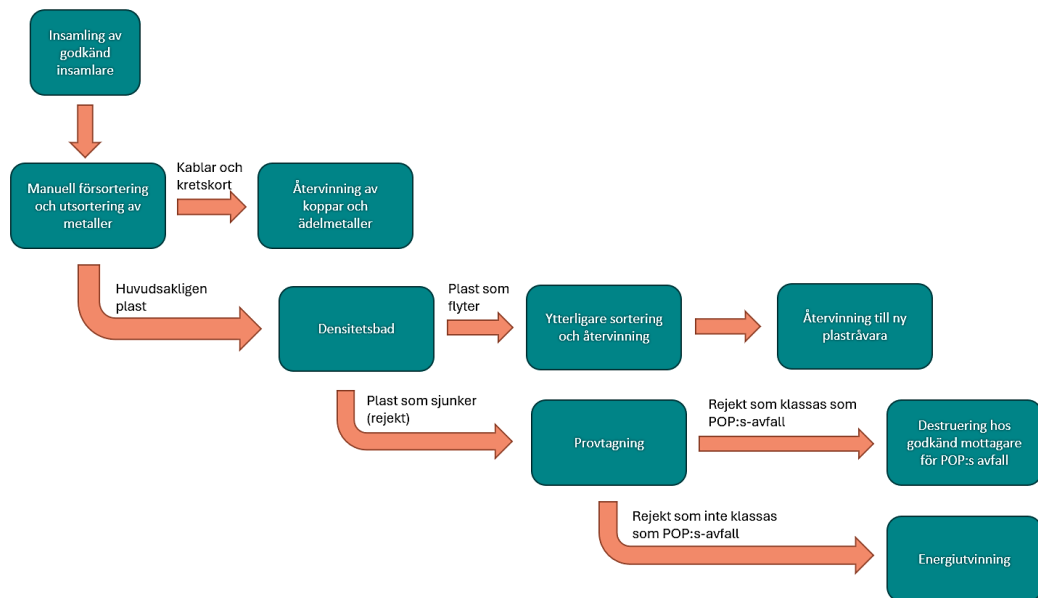 Insamling av
godkänd
insamlare
Kablar och
kretskort
Manuell försortering
och utsortering av
metaller
Återvinning av
koppar och
ädelmetaller
Huvudsakligen
plast
Densitetsbad
Plast som
flyter
Ytterligare sortering
och återvinning
Återvinning till ny
plastråvara
Plast som sjunker
(rejekt)
Provtagning
Rejekt som klassas som
POP:s-avfall
Destruering hos
godkänd mottagare
för POP:s avfall
Rejekt som inte klassas
som POP:s-avfall
Energiutvinning